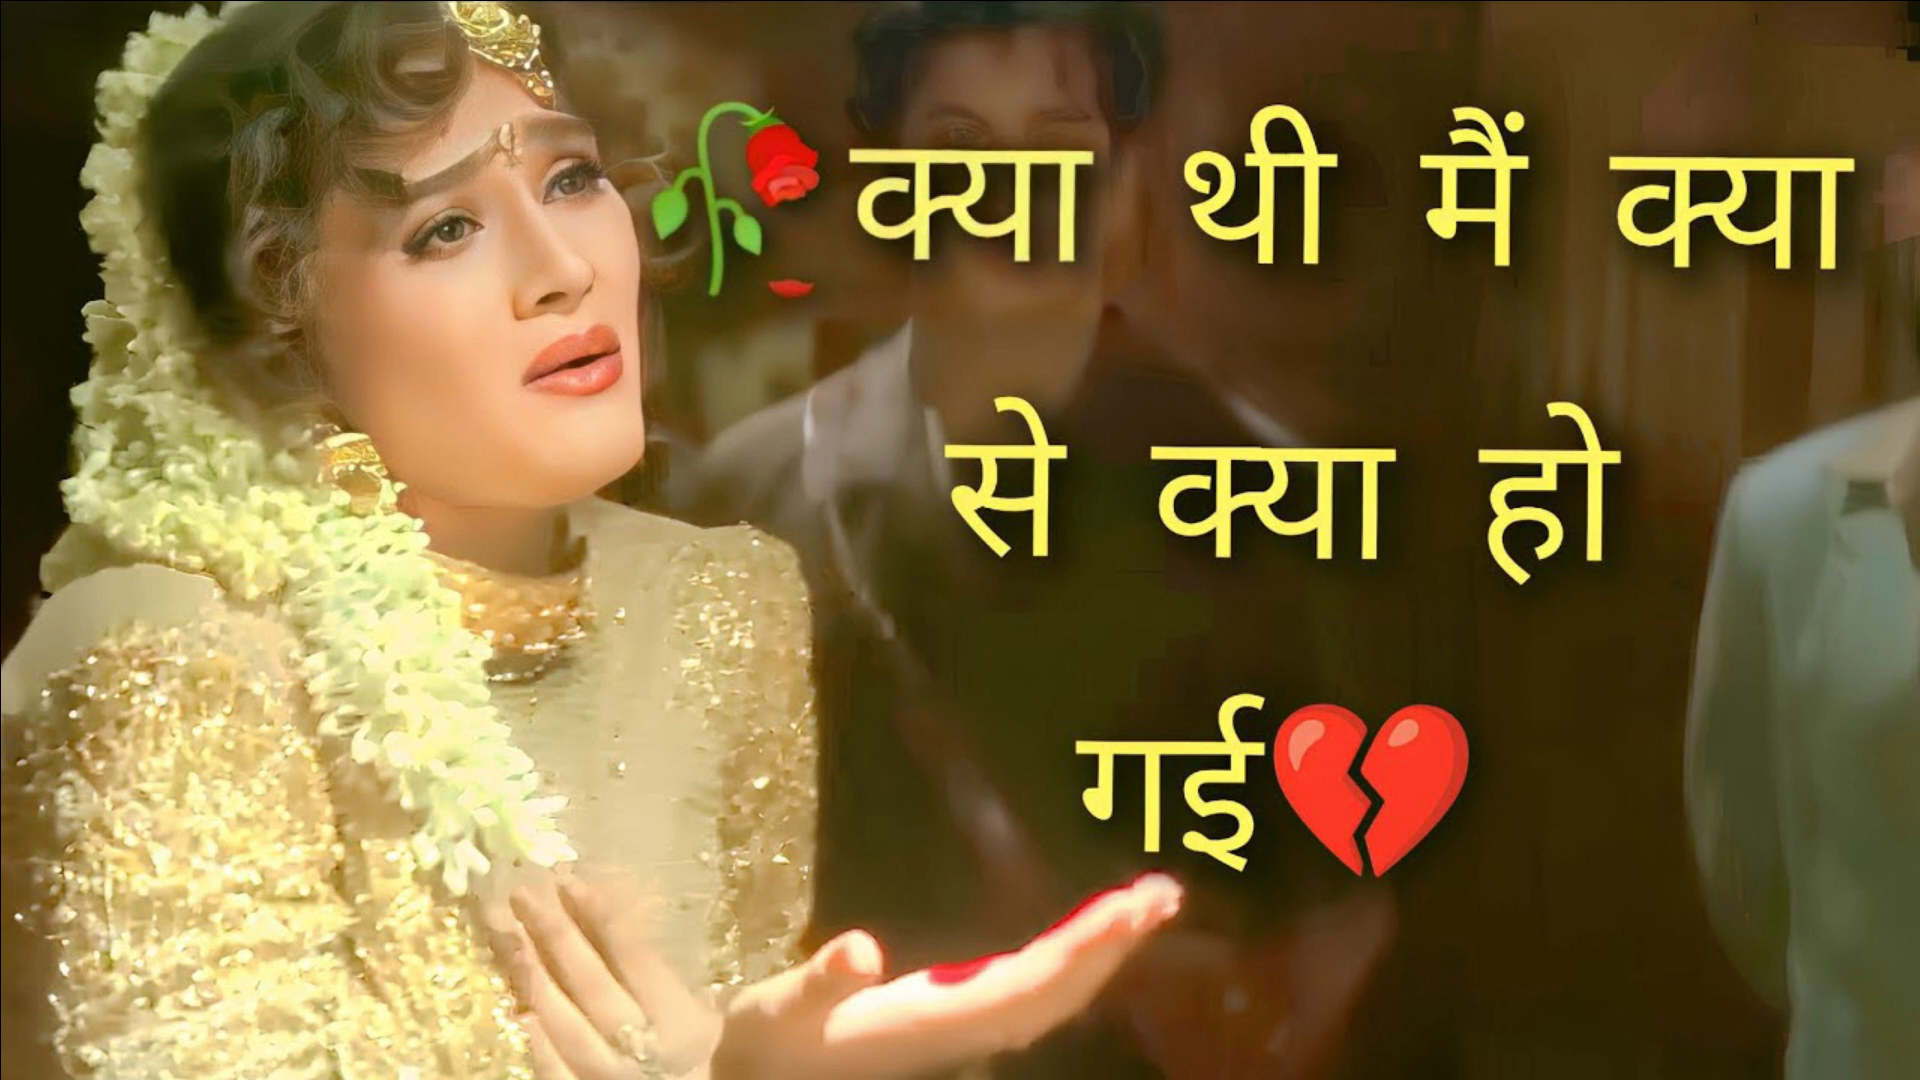 🥀क्या थी मैं क्या
से क्या हो
गई💔